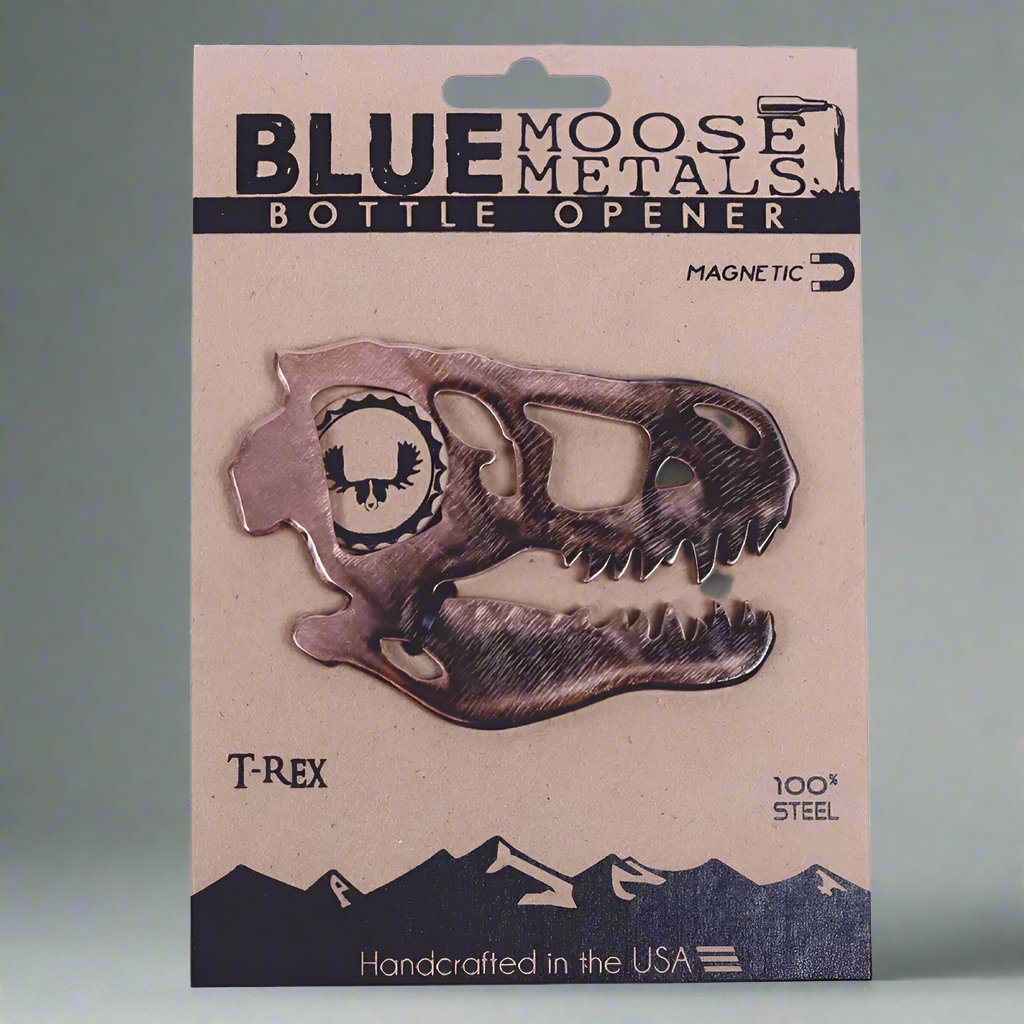 BLUE MOOSE METALS
BOTTLE OPENER
MAGNETIC
T-REX
100% STEEL
Handcrafted in the USA